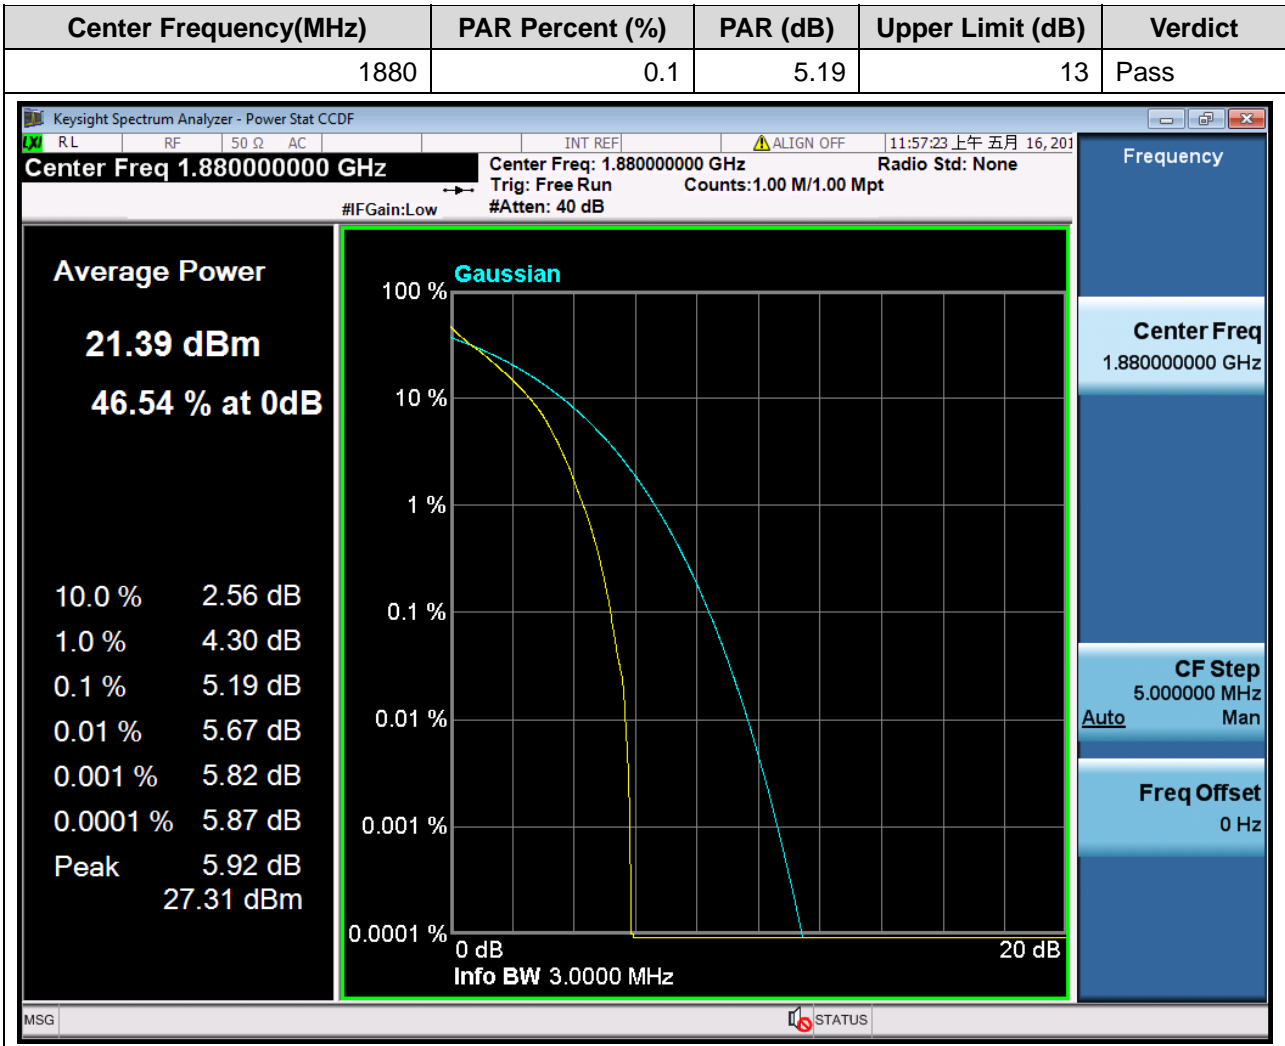 Center Frequency(MHz) PAR Percent (%) PAR (dB) Upper Limit (dB) Verdict
1880 0.1 5.19 13 Pass
Keysight Spectrum Analyzer - Power Stat CCDF
LXI RL RF 50 Ω AC INT REF ALIGN OFF 11:57:23 上午 五月 16, 201
Center Freq 1.880000000 GHz
Center Freq: 1.880000000 GHz Radio Std: None
Trig: Free Run Counts:1.00 M/1.00 Mpt
#IFGain:Low #Atten: 40 dB
Average Power
21.39 dBm
46.54 % at 0dB
10.0 % 2.56 dB
1.0 % 4.30 dB
0.1 % 5.19 dB
0.01 % 5.67 dB
0.001 % 5.82 dB
0.0001 % 5.87 dB
Peak 5.92 dB
27.31 dBm
Gaussian
100 %
10 %
1 %
0.1 %
0.01 %
0.001 %
0.0001 %
0 dB 20 dB
Info BW 3.0000 MHz
Frequency
Center Freq
1.880000000 GHz
CF Step
5.000000 MHz
Auto Man
Freq Offset
0 Hz
MSG STATUS